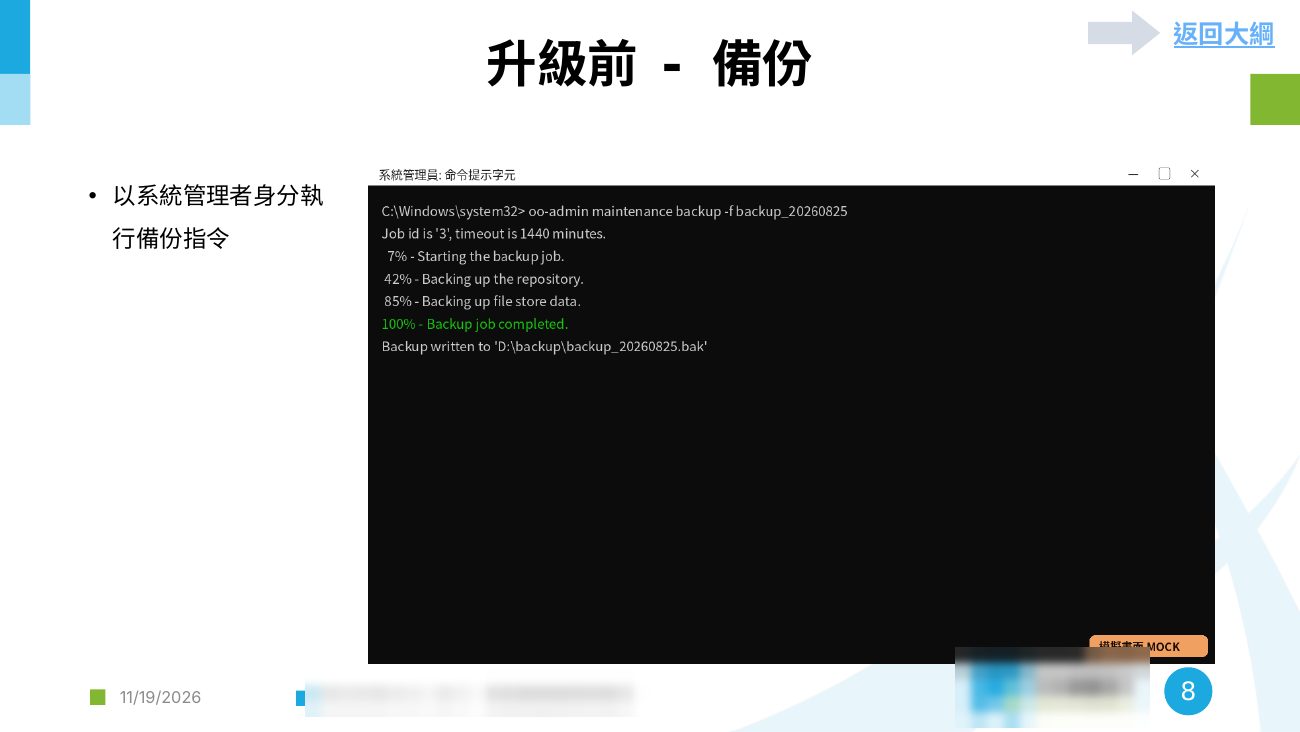 返回大綱
升級前 - 備份
• 以系統管理者身分執
行備份指令
系統管理員: 命令提示字元
C:\Windows\system32> oo-admin maintenance backup -f backup_20260825
Job id is '3', timeout is 1440 minutes.
7% - Starting the backup job.
42% - Backing up the repository.
85% - Backing up file store data.
100% - Backup job completed.
Backup written to 'D:\backup\backup_20260825.bak'
模擬畫面 MOCK
11/19/2026
8